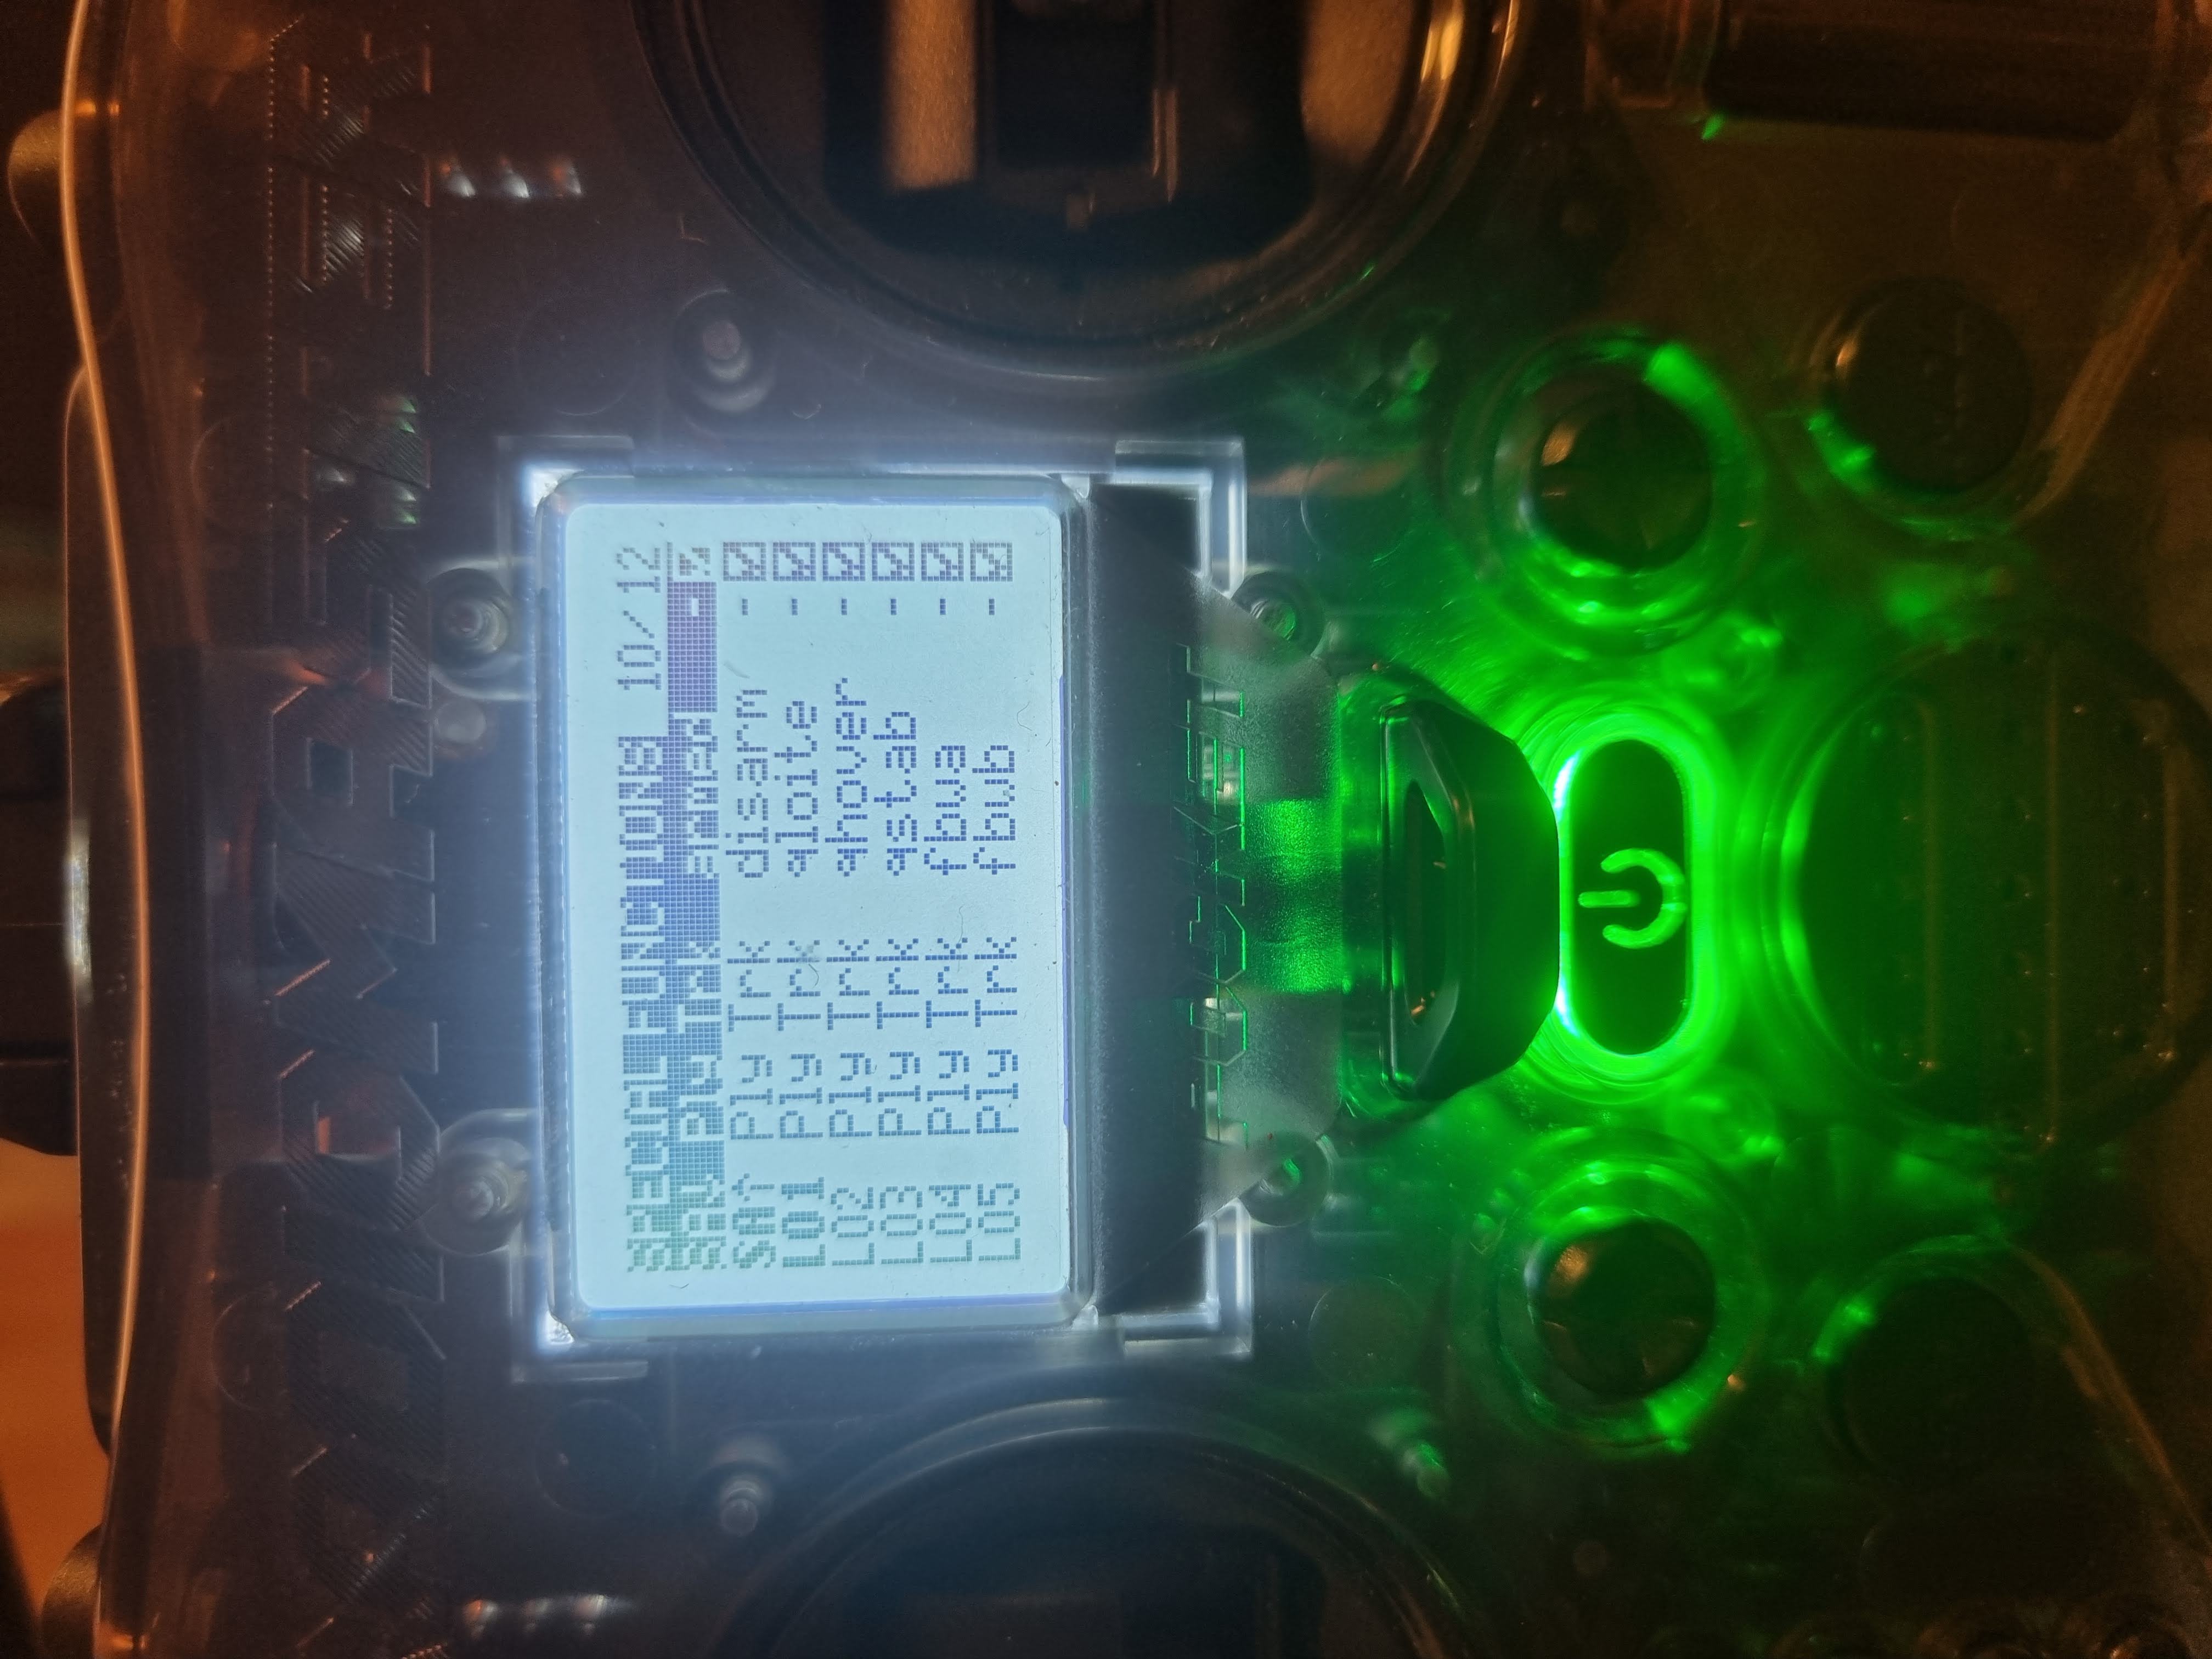 RADIOMASTER
SPECIAL FUNCTIONS 10/12
SA↓ Ply Trk armed -
SA↑ Ply Trk disarm -
L01 Ply Trk qloite -
L02 Ply Trk qhover -
L03 Ply Trk qstab -
L04 Ply Trk fbwa -
L05 Ply Trk fbwb -
POCKET